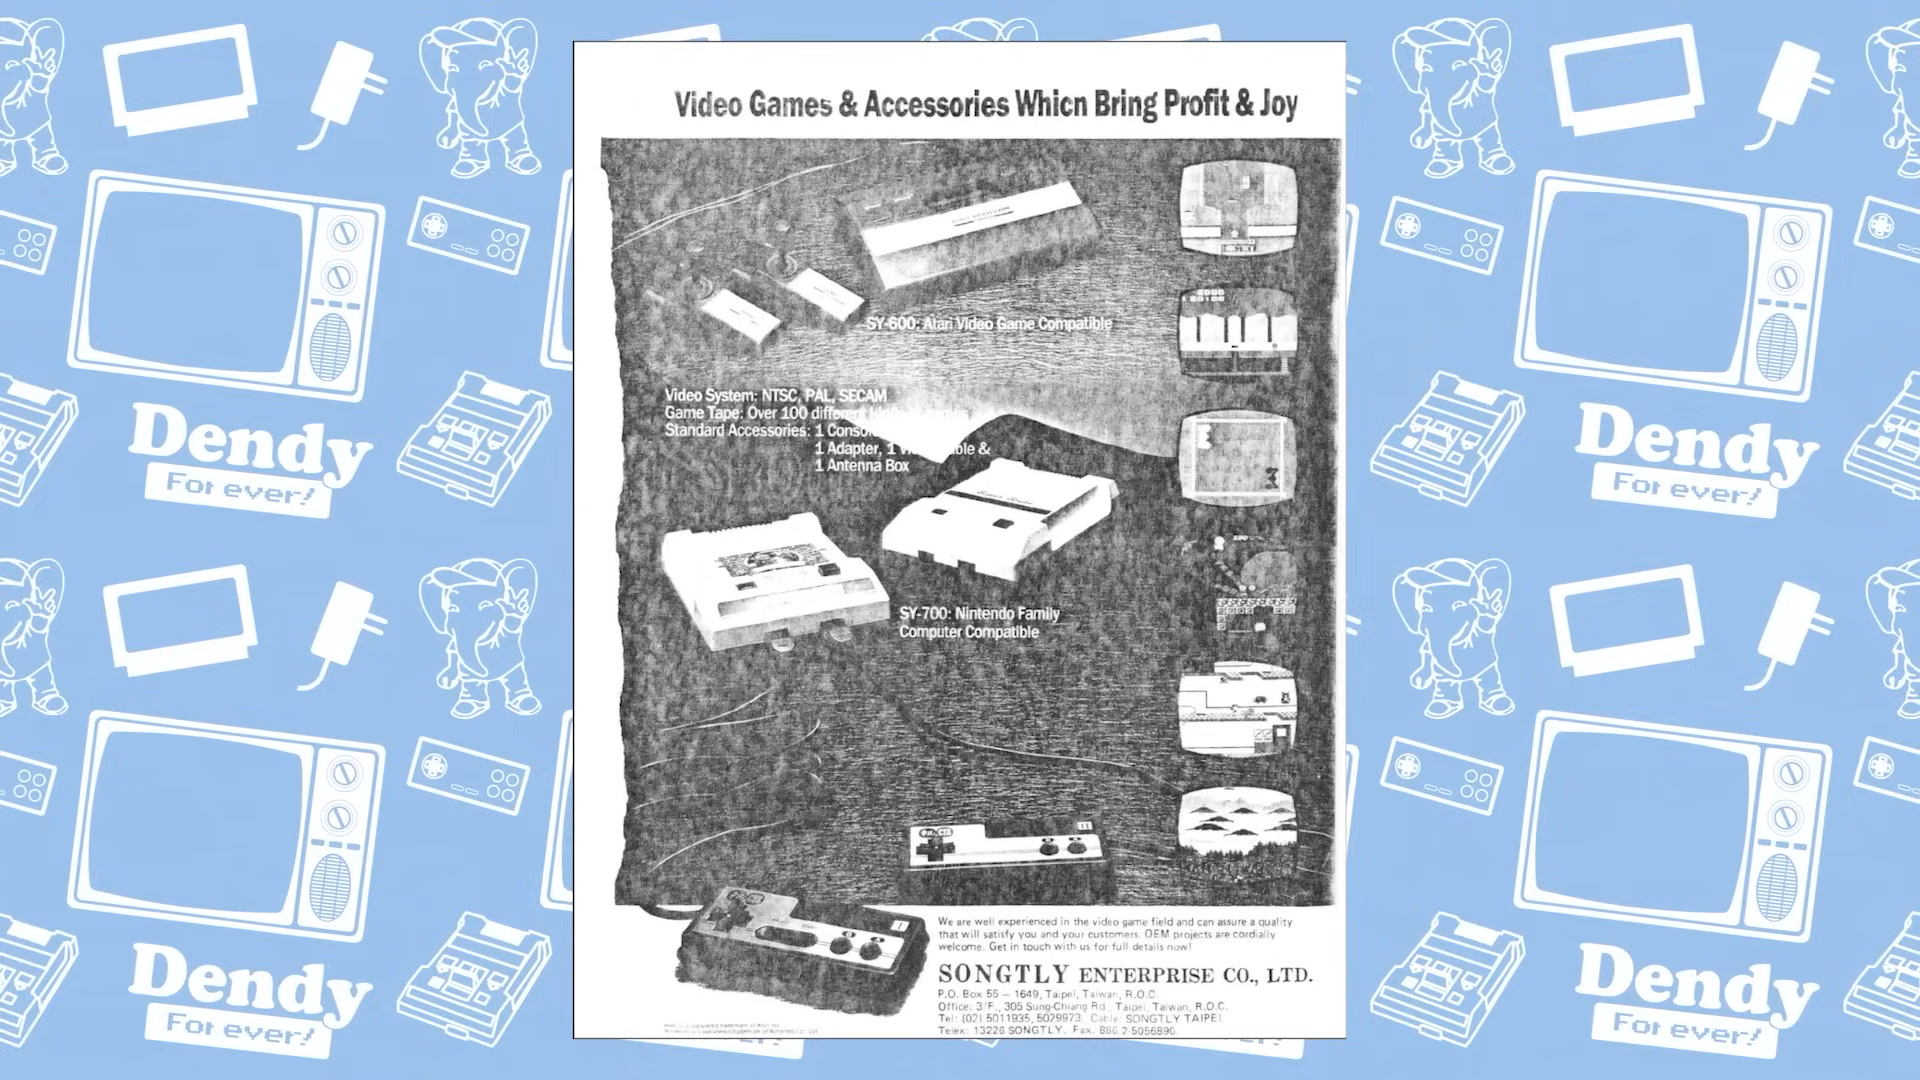 Video Games & Accessories Whicn Bring Profit & Joy
SY-600: Atari Video Game Compatible
Video System: NTSC, PAL, SECAM
Game Tape: Over 100 different
Standard Accessories: 1
1 Adapter, 1 &
1 Antenna Box
SY-700: Nintendo Family
Computer Compatible
We are well experienced in the video game field and can assure a quality
that will satisfy you and your customers. OEM projects are cordially
welcome. Get in touch with us for full details now!
SONGTLY ENTERPRISE CO., LTD.
P.O. Box 55 – 1649, Taipei, Taiwan, R.O.C.
Office: 3/F., 305 Sung-Chiang Rd., Taipei, Taiwan, R.O.C.
Tel: (02) 5011935, 5029973. Cable: SONGTLY TAIPEI.
Telex: 13226 SONGTLY. Fax: 886-2-5056890.
Dendy
For ever!
Dendy
For ever!
Dendy
For ever!
Dendy
For ever!